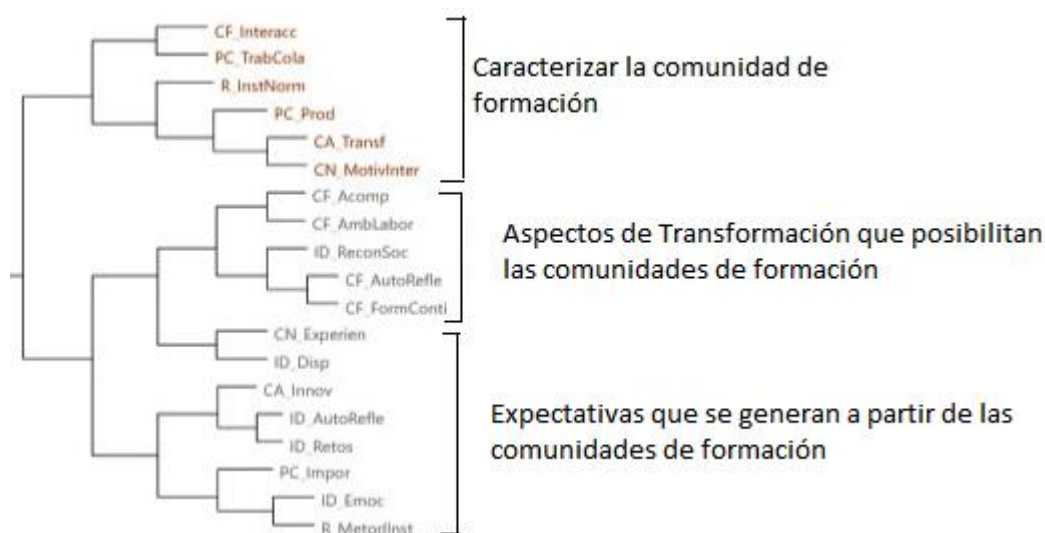 CF_Interacc
PC_TrabCola
R_InstNorm
PC_Prod
CA_Transf
CN_MotivInter
Caracterizar la comunidad de
formación
CF_Acomp
CF_AmbLabor
ID_ReconSoc
CF_AutoRefle
CF_FormConti
Aspectos de Transformación que posibilitan
las comunidades de formación
CN_Experien
ID_Disp
CA_Innov
ID_AutoRefle
ID_Retos
PC_Impor
ID_Emoc
R_MetodInst
Expectativas que se generan a partir de las
comunidades de formación